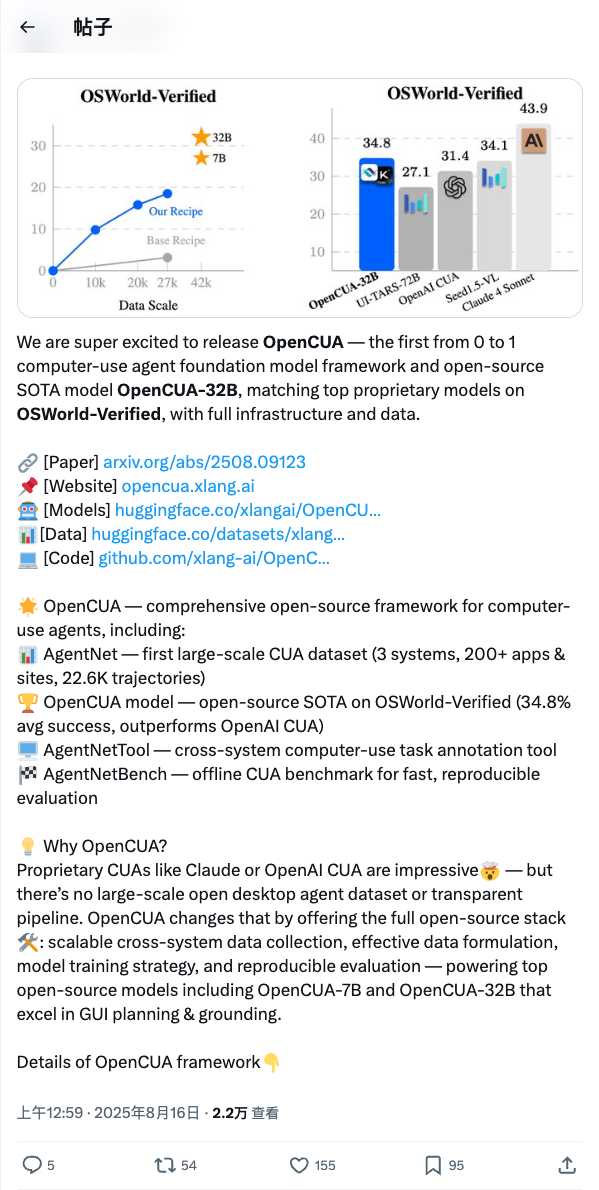 帖子
OSWorld-Verified
30
20
10
0
32B
7B
Our Recipe
Base Recipe
0 10k 20k 27k 42k
Data Scale
OSWorld-Verified
40
30
20
10
34.8
27.1
31.4
34.1
43.9
K
A\
OpenCUA-32B
UI-TARS-72B
OpenAI CUA
Seed1.5-VL
Claude 4 Sonnet
We are super excited to release OpenCUA — the first from 0 to 1
computer-use agent foundation model framework and open-source
SOTA model OpenCUA-32B, matching top proprietary models on
OSWorld-Verified, with full infrastructure and data.
🔗 [Paper] arxiv.org/abs/2508.09123
📌 [Website] opencua.xlang.ai
🤖 [Models] huggingface.co/xlangai/OpenCU…
📊[Data] huggingface.co/datasets/xlang…
💻 [Code] github.com/xlang-ai/OpenC…
🌟 OpenCUA — comprehensive open-source framework for computer-
use agents, including:
📊 AgentNet — first large-scale CUA dataset (3 systems, 200+ apps &
sites, 22.6K trajectories)
🏆 OpenCUA model — open-source SOTA on OSWorld-Verified (34.8%
avg success, outperforms OpenAI CUA)
🖥️ AgentNetTool — cross-system computer-use task annotation tool
🏁 AgentNetBench — offline CUA benchmark for fast, reproducible
evaluation
💡 Why OpenCUA?
Proprietary CUAs like Claude or OpenAI CUA are impressive🤯 — but
there’s no large-scale open desktop agent dataset or transparent
pipeline. OpenCUA changes that by offering the full open-source stack
🛠️: scalable cross-system data collection, effective data formulation,
model training strategy, and reproducible evaluation — powering top
open-source models including OpenCUA-7B and OpenCUA-32B that
excel in GUI planning & grounding.
Details of OpenCUA framework👇
上午12:59 · 2025年8月16日 · 2.2万 查看
5 54 155 95